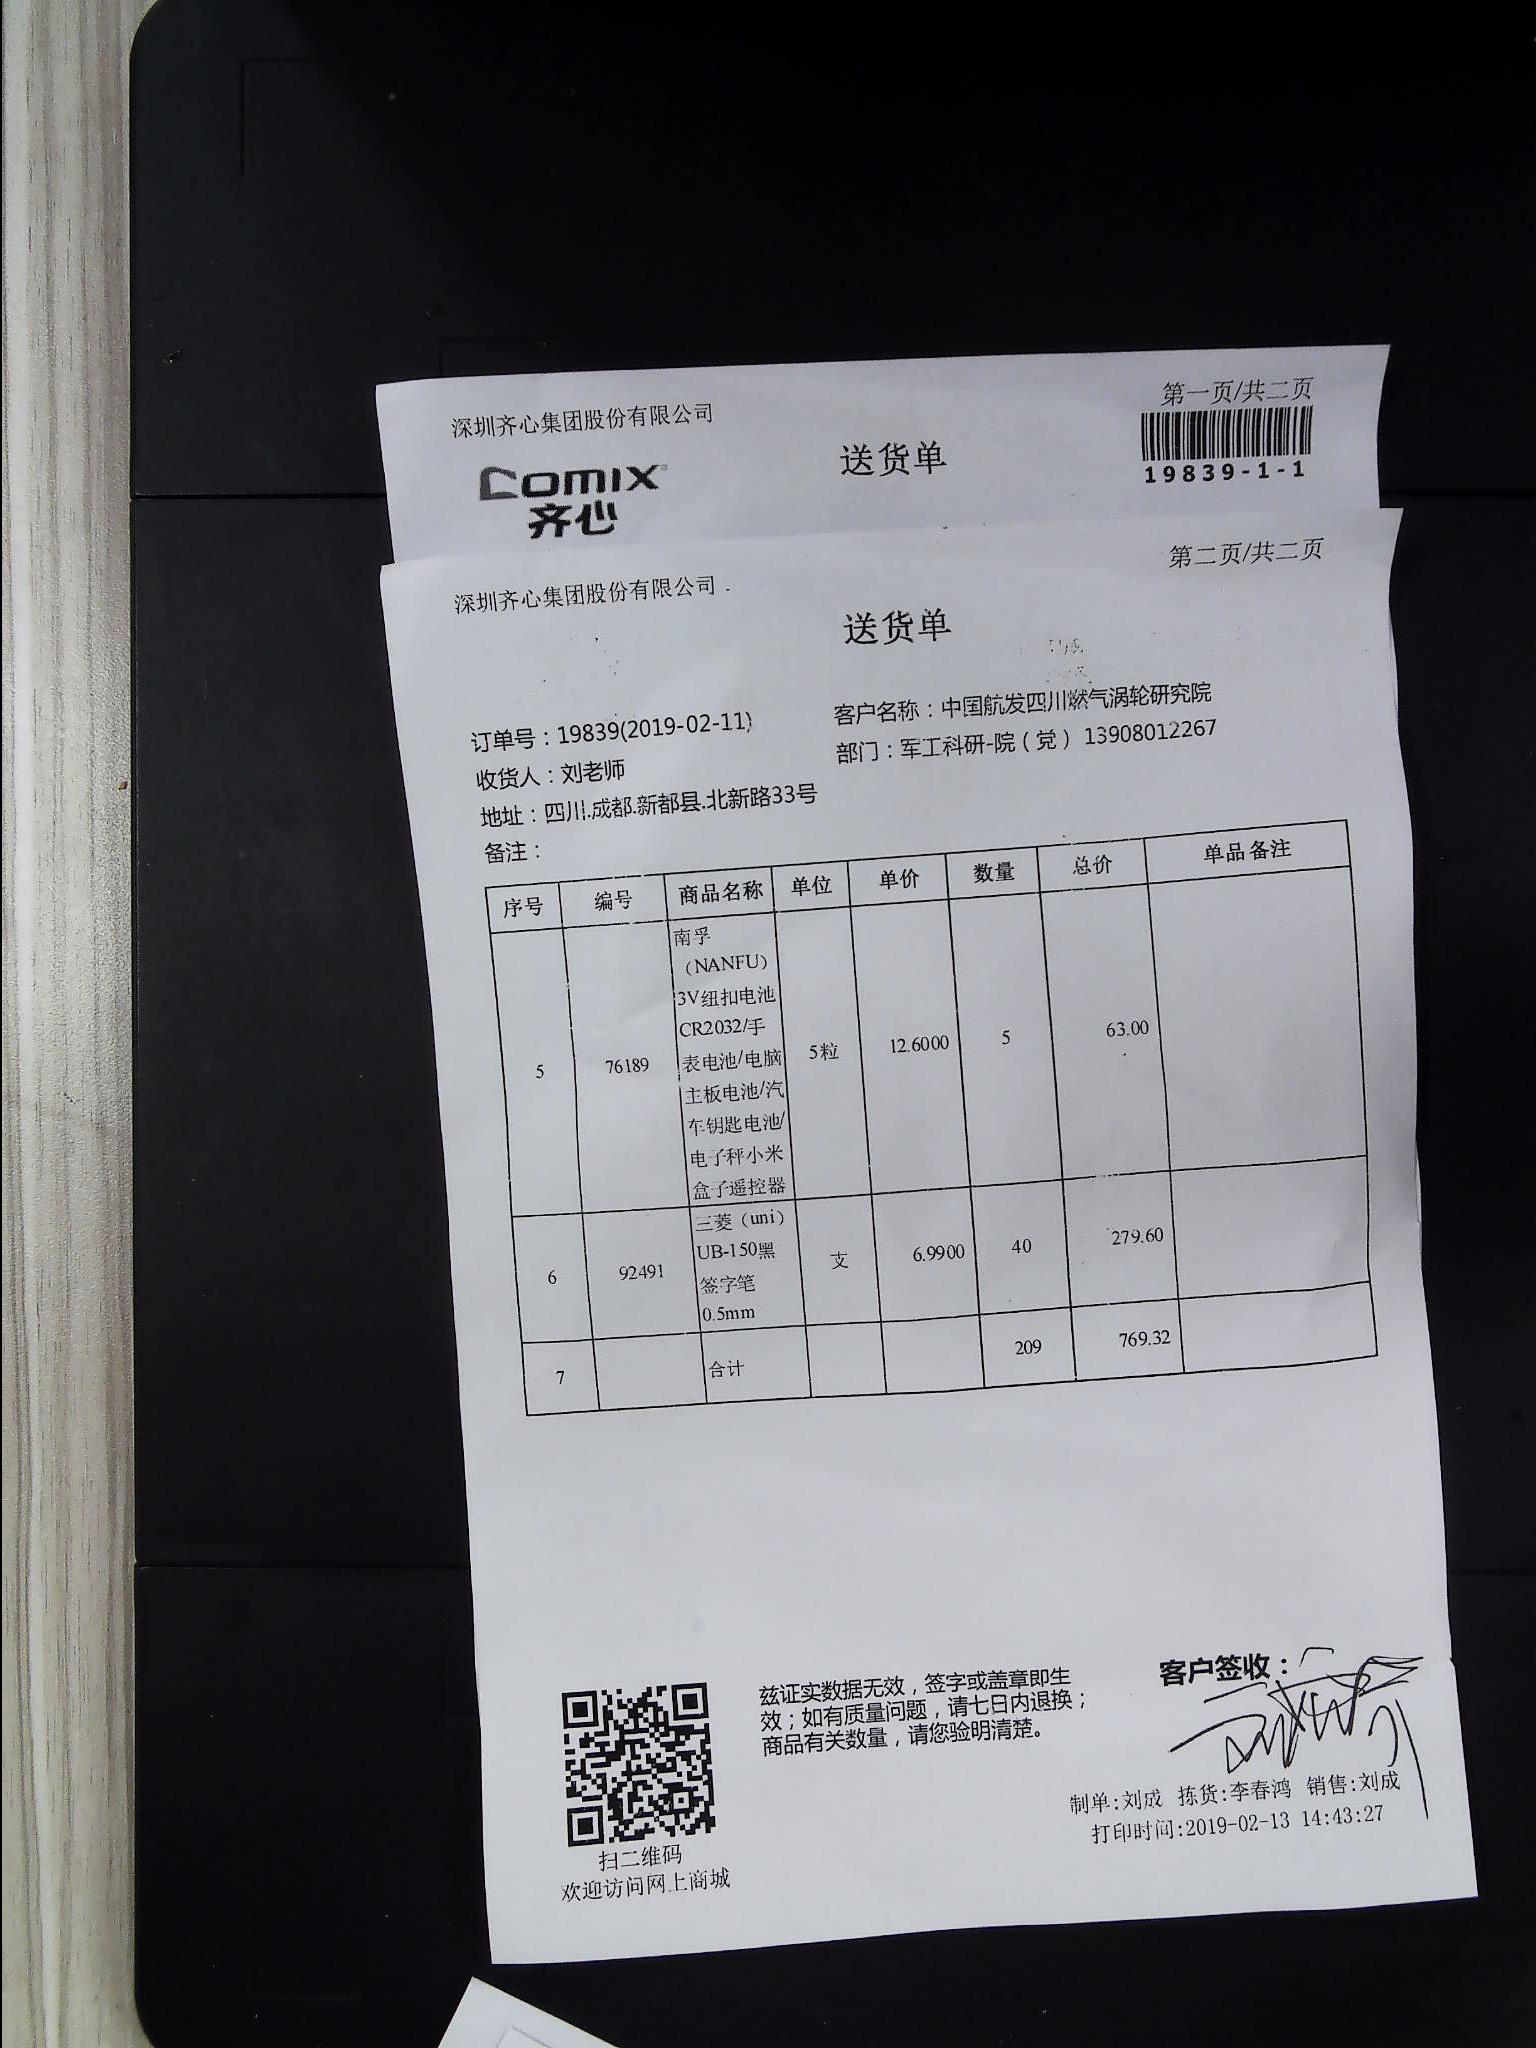 第一页/共二页
深圳齐心集团股份有限公司
送货单
19839-1-1
COMIX
齐心
第二页/共二页
深圳齐心集团股份有限公司
送货单
订单号：19839(2019-02-11)
客户名称：中国航发四川燃气涡轮研究院
收货人：刘老师
部门：军工科研-院（党） 13908012267
地址：四川.成都.新都县.北新路33号
备注：
序号 编号 商品名称 单位 单价 数量 总价 单品备注
南孚
（NANFU）
3V纽扣电池
CR2032/手
5 76189 表电池/电脑 5粒 12.6000 5 63.00
主板电池/汽
车钥匙电池/
电子秤小米
盒子遥控器
三菱（uni）
UB-150黑
6 92491 签字笔 支 6.9900 40 279.60
0.5mm
7 合计 209 769.32
兹证实数据无效，签字或盖章即生
效；如有质量问题，请七日内退换；
商品有关数量，请您验明清楚。
客户签收：
制单:刘成 拣货:李春鸿 销售:刘成
打印时间:2019-02-13 14:43:27
扫二维码
欢迎访问网上商城